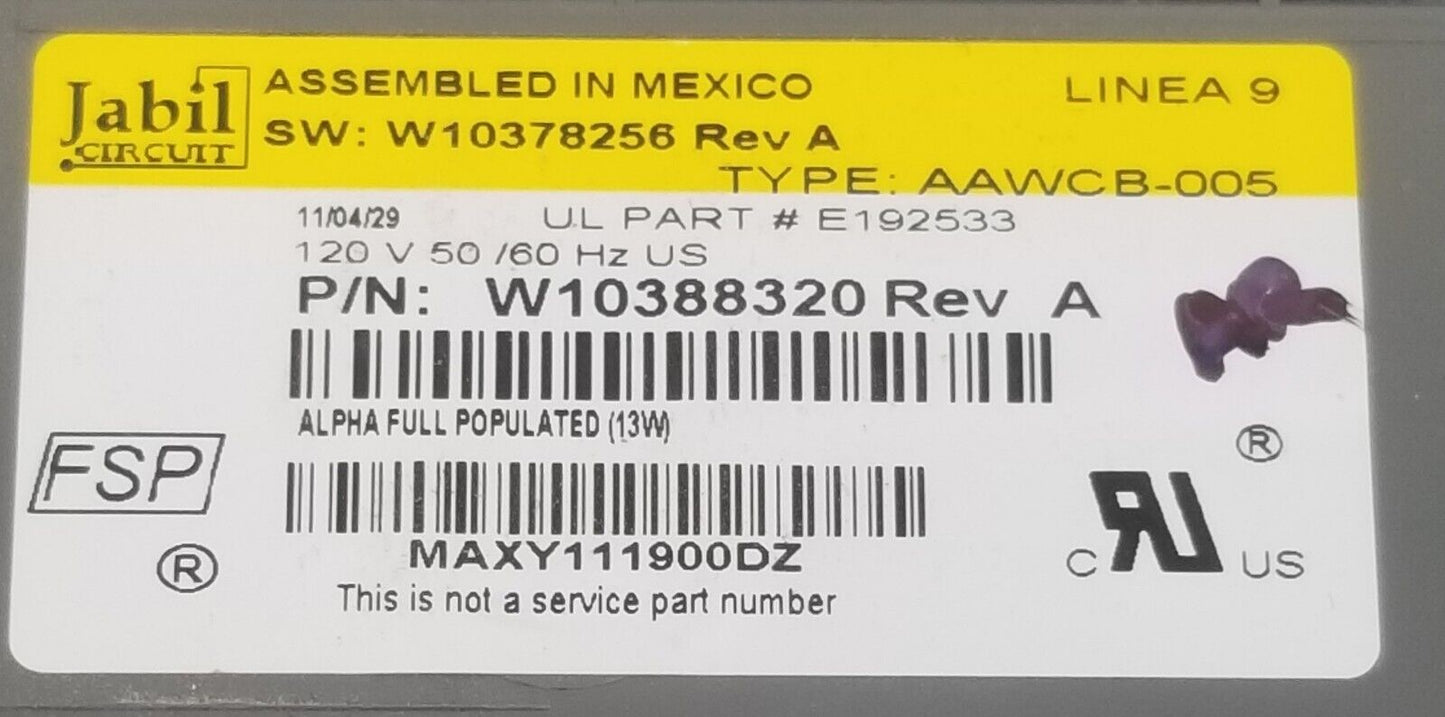 Jabil
CIRCUIT
ASSEMBLED IN MEXICO
LINEA 9
SW: W10378256 Rev A
TYPE: AAWCB-005
11/04/29
UL PART # E192533
120 V 50 /60 Hz US
P/N: W10388320 Rev A
ALPHA FULL POPULATED (13W)
FSP
®
MAXY111900DZ
This is not a service part number
®
C RU US